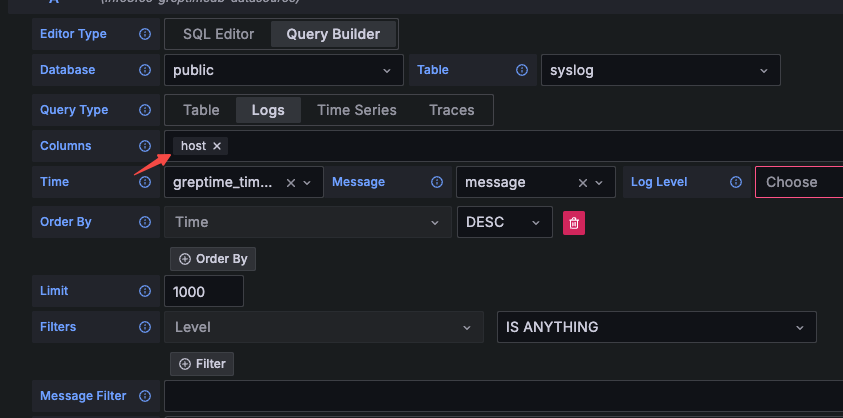 Editor Type SQL Editor Query Builder
Database public Table syslog
Query Type Table Logs Time Series Traces
Columns host
Time greptime_tim... Message message Log Level Choose
Order By Time DESC
Order By
Limit 1000
Filters Level IS ANYTHING
Filter
Message Filter